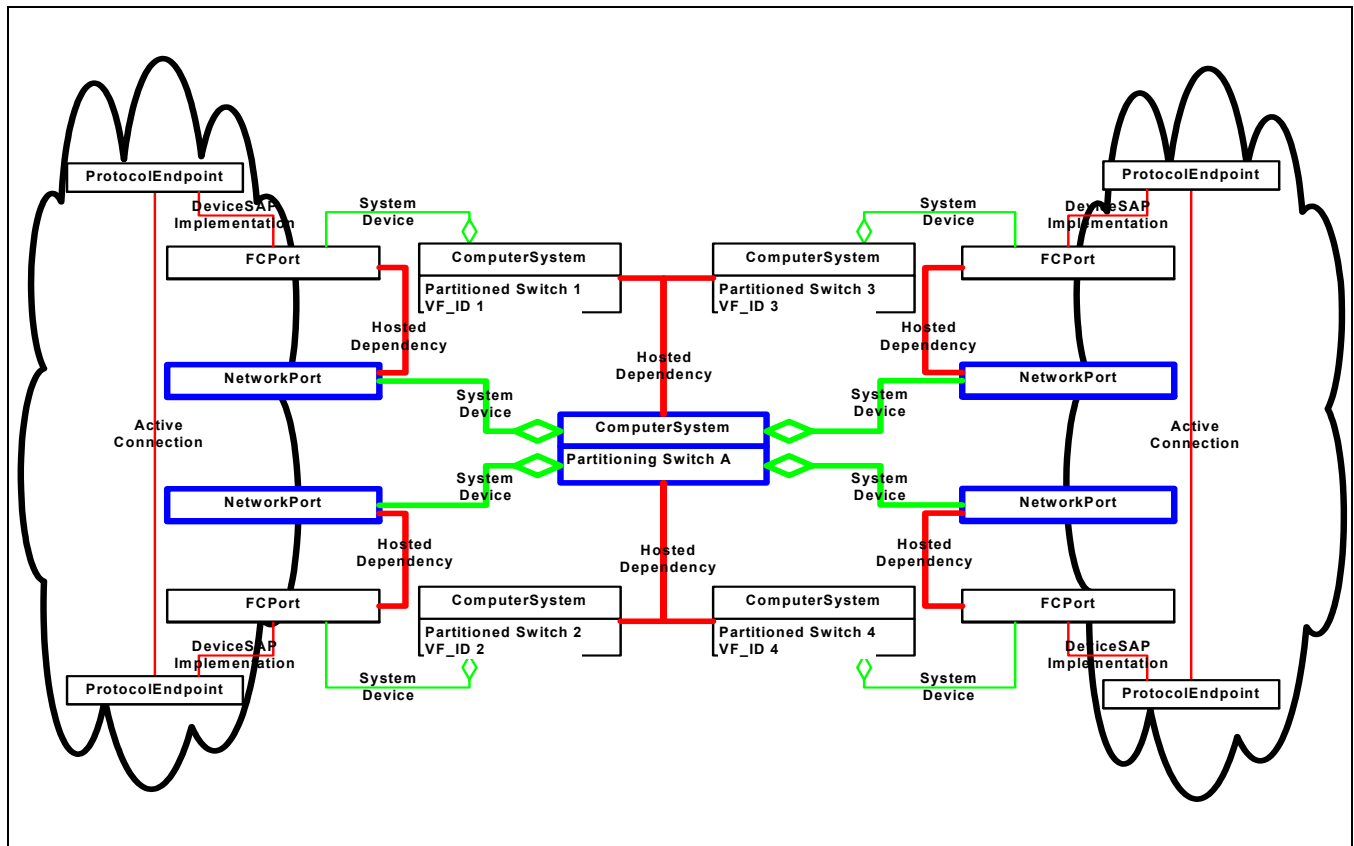 ProtocolEndpoint
ProtocolEndpoint
DeviceSAP
Implementation
System
Device
System
Device
DeviceSAP
Implementation
FCPort
ComputerSystem
Partitioned Switch 1
VF_ID 1
ComputerSystem
Partitioned Switch 3
VF_ID 3
FCPort
Hosted
Dependency
Hosted
Dependency
Hosted
Dependency
NetworkPort
NetworkPort
System
Device
System
Device
Active
Connection
ComputerSystem
Partitioning Switch A
Active
Connection
System
Device
System
Device
NetworkPort
NetworkPort
Hosted
Dependency
Hosted
Dependency
Hosted
Dependency
FCPort
ComputerSystem
Partitioned Switch 2
VF_ID 2
ComputerSystem
Partitioned Switch 4
VF_ID 4
FCPort
DeviceSAP
Implementation
System
Device
System
Device
DeviceSAP
Implementation
ProtocolEndpoint
ProtocolEndpoint